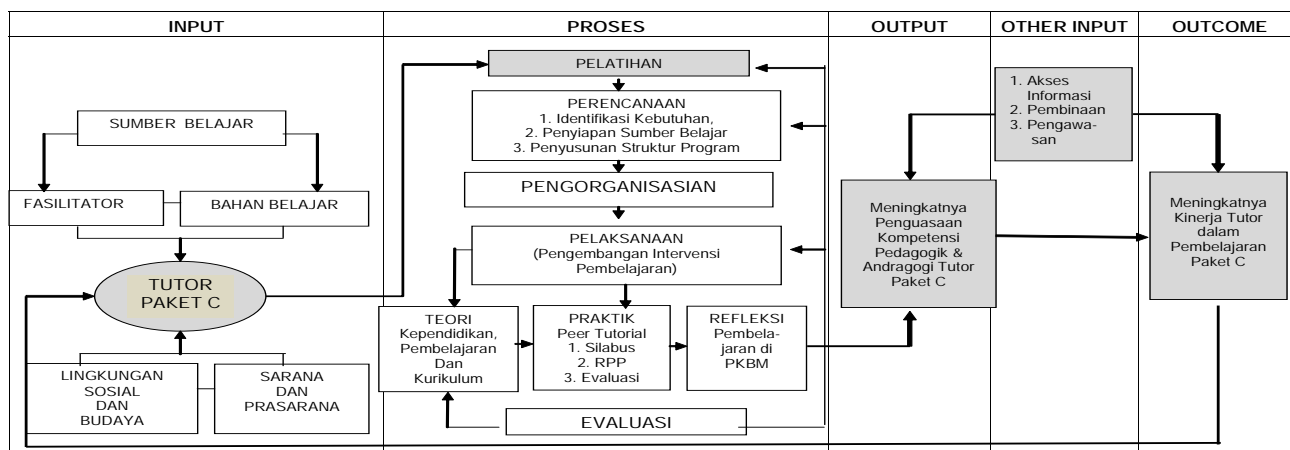 INPUT
PROSES
OUTPUT
OTHER INPUT
OUTCOME
SUMBER BELAJAR
FASILITATOR
BAHAN BELAJAR
TUTOR
PAKET C
LINGKUNGAN
SOSIAL
DAN
BUDAYA
SARANA
DAN
PRASARANA
PELATIHAN
PERENCANAAN
1. Identifikasi Kebutuhan,
2. Penyiapan Sumber Belajar
3. Penyusunan Struktur Program
PENGORGANISASIAN
PELAKSANAAN
(Pengembangan Intervensi
Pembelajaran)
TEORI
Kependidikan,
Pembelajaran
Dan
Kurikulum
PRAKTIK
Peer Tutorial
1. Silabus
2. RPP
3. Evaluasi
REFLEKSI
Pembela-
jaran di
PKBM
EVALUASI
Meningkatnya
Penguasaan
Kompetensi
Pedagogik &
Andragogi Tutor
Paket C
1. Akses
Informasi
2. Pembinaan
3. Pengawa-
san
Meningkatnya
Kinerja Tutor
dalam
Pembelajaran
Paket C